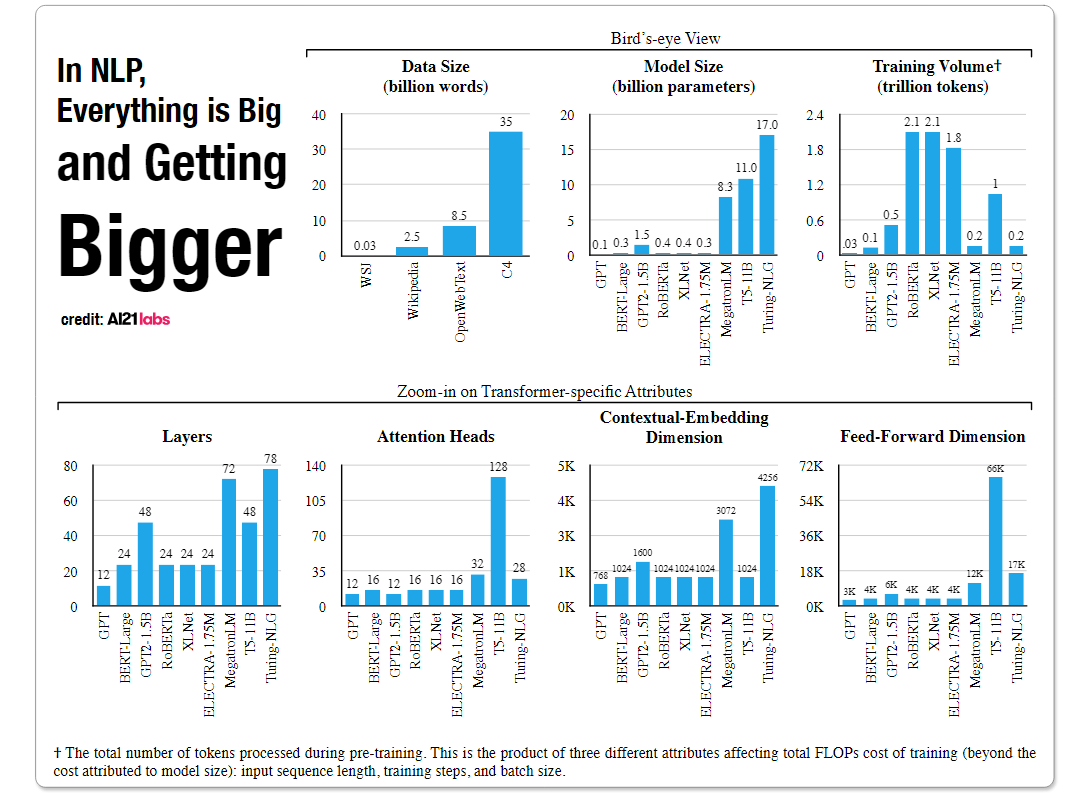 In NLP,
Everything is Big
and Getting
Bigger
credit: AI21labs
Bird's-eye View
Data Size
(billion words)
40
30
20
10
0
0.03
2.5
8.5
35
WSJ
Wikipedia
OpenWebText
C4
Model Size
(billion parameters)
20
15
10
5
0
0.1
0.3
1.5
0.4
0.4
0.3
8.3
11.0
17.0
GPT
BERT-Large
GPT2-1.5B
RoBERTa
XLNet
ELECTRA-1.75M
MegatronLM
T5-11B
Turing-NLG
Training Volume†
(trillion tokens)
2.4
1.8
1.2
0.6
0
.03
0.1
0.5
2.1
2.1
1.8
0.2
1
0.2
GPT
BERT-Large
GPT2-1.5B
RoBERTa
XLNet
ELECTRA-1.75M
MegatronLM
T5-11B
Turing-NLG
Zoom-in on Transformer-specific Attributes
Layers
80
60
40
20
0
12
24
48
24
24
24
72
48
78
GPT
BERT-Large
GPT2-1.5B
RoBERTa
XLNet
ELECTRA-1.75M
MegatronLM
T5-11B
Turing-NLG
Attention Heads
140
105
70
35
0
12
16
12
16
16
16
32
128
28
GPT
BERT-Large
GPT2-1.5B
RoBERTa
XLNet
ELECTRA-1.75M
MegatronLM
T5-11B
Turing-NLG
Contextual-Embedding
Dimension
5K
4K
3K
1K
0K
768
1024
1600
1024
1024
1024
3072
1024
4256
GPT
BERT-Large
GPT2-1.5B
RoBERTa
XLNet
ELECTRA-1.75M
MegatronLM
T5-11B
Turing-NLG
Feed-Forward Dimension
72K
54K
36K
18K
0K
3K
4K
6K
4K
4K
4K
12K
66K
17K
GPT
BERT-Large
GPT2-1.5B
RoBERTa
XLNet
ELECTRA-1.75M
MegatronLM
T5-11B
Turing-NLG
† The total number of tokens processed during pre-training. This is the product of three different attributes affecting total FLOPs cost of training (beyond the
cost attributed to model size): input sequence length, training steps, and batch size.